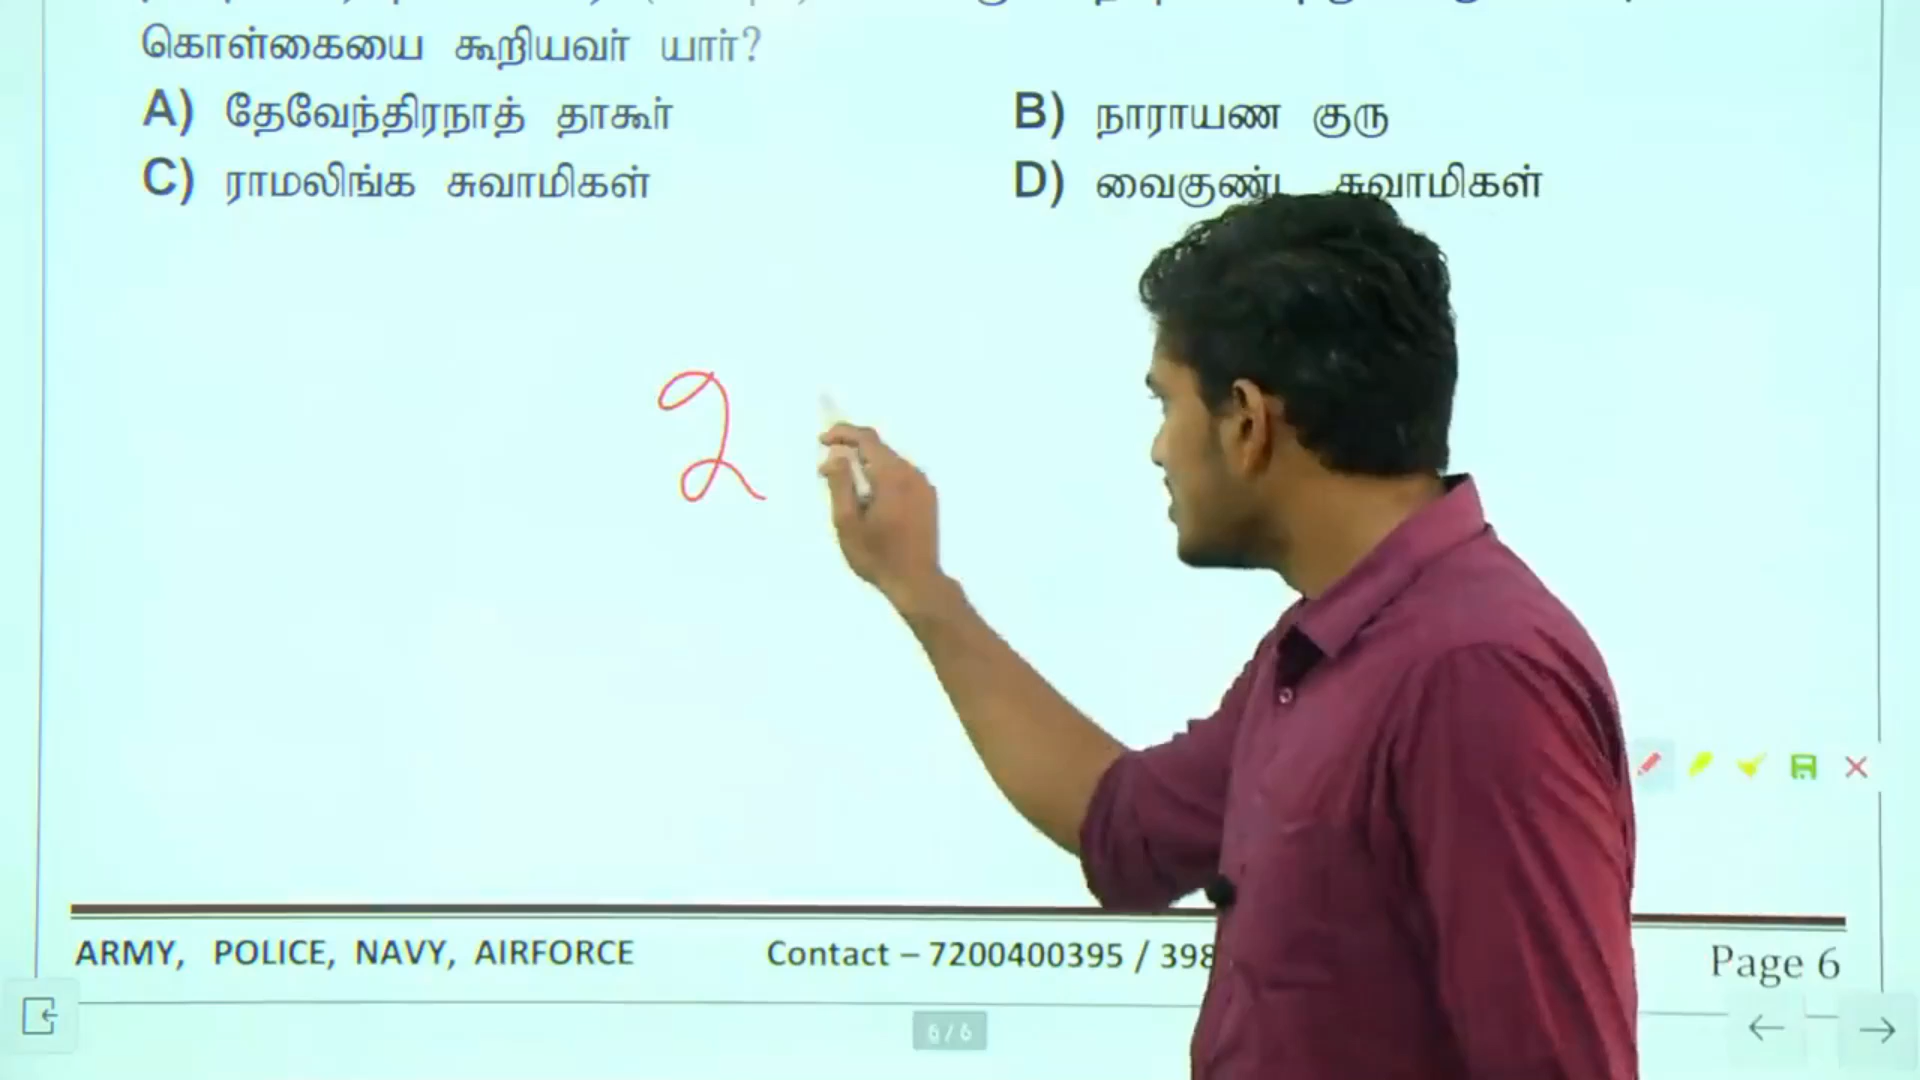 கொள்கையை கூறியவர் யார்?
A) தேவேந்திரநாத் தாகூர்
B) நாராயண குரு
C) ராமலிங்க சுவாமிகள்
D) வைகுண்ட சுவாமிகள்
2
ARMY, POLICE, NAVY, AIRFORCE Contact – 7200400395 / 398 Page 6
6 / 6